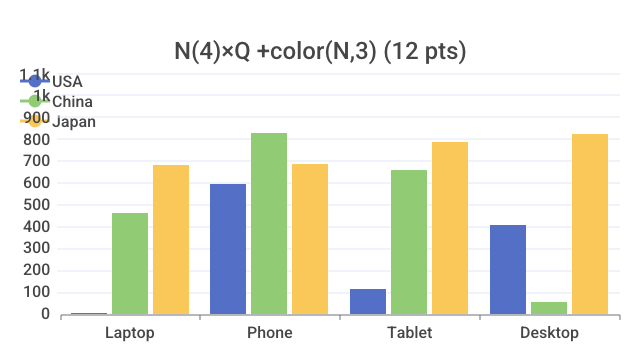 N(4)×Q +color(N,3) (12 pts)
1.1k
USA
1k
China
900
Japan
800
700
600
500
400
300
200
100
0
Laptop Phone Tablet Desktop